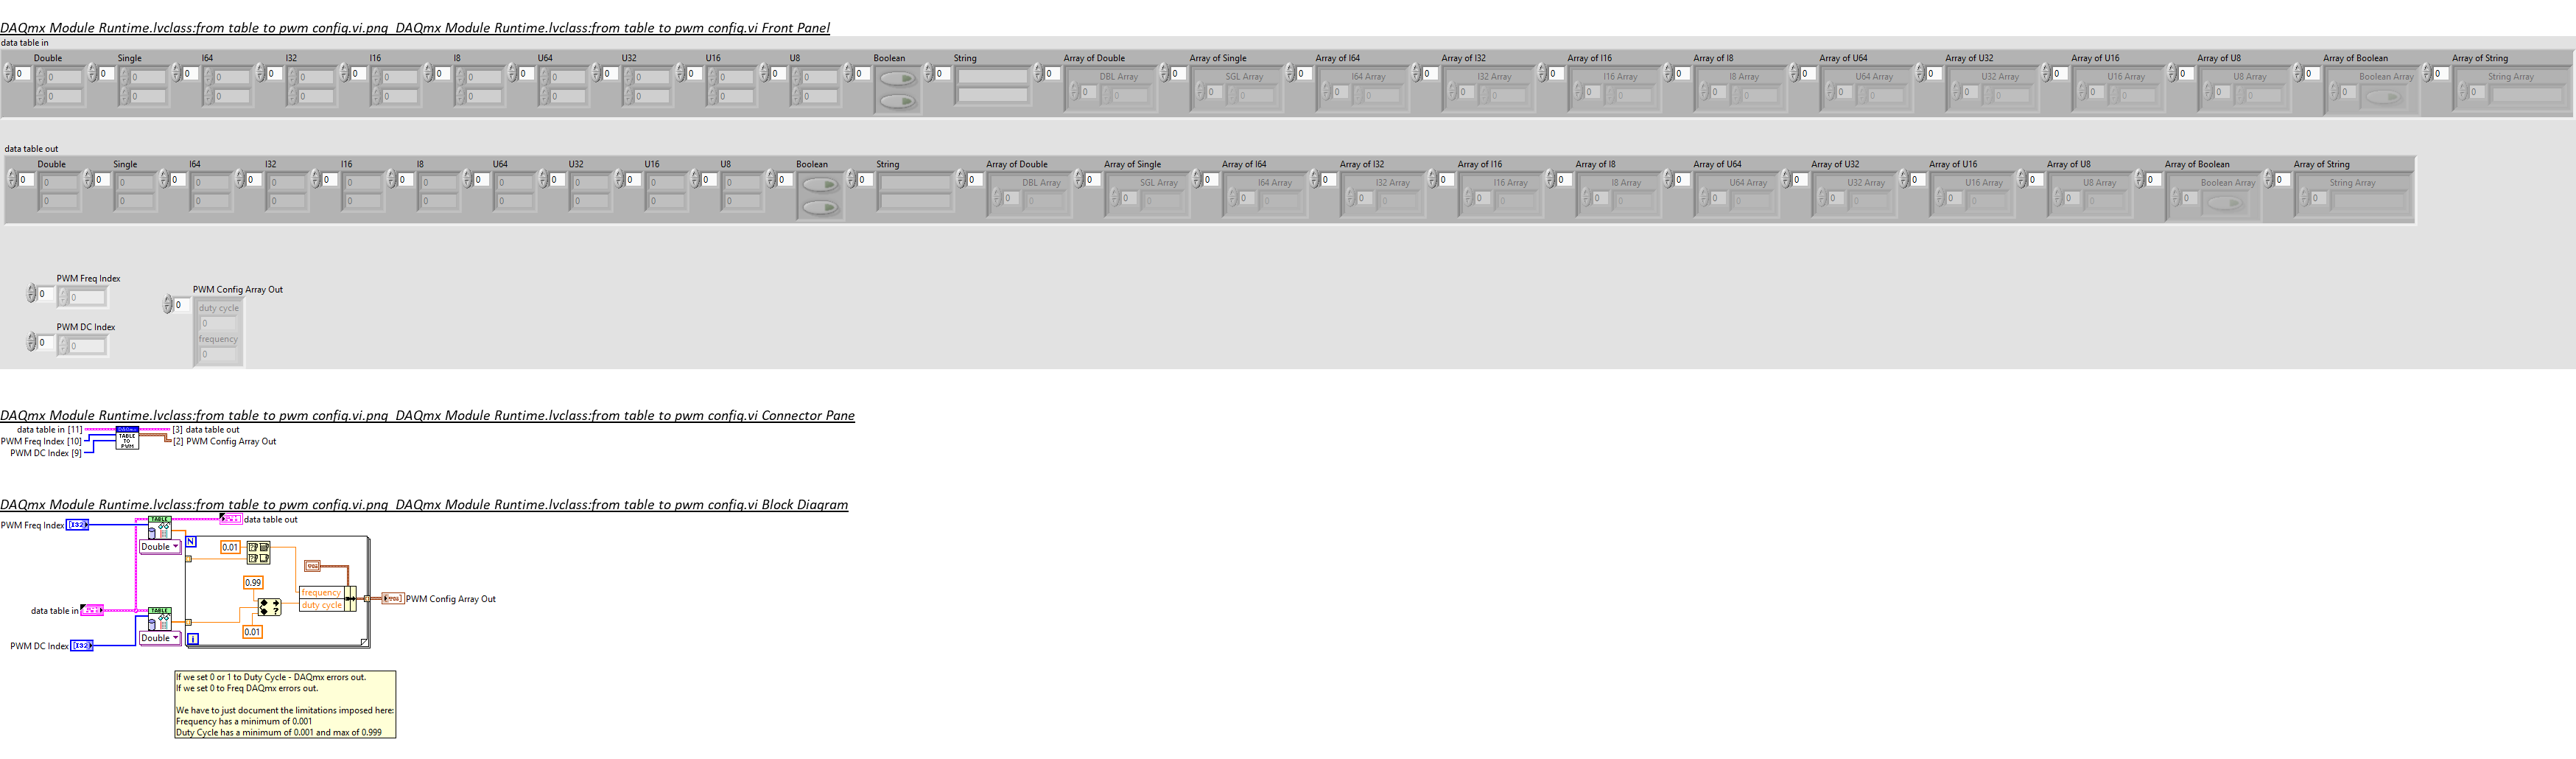 DAQmx Module Runtime.lvclass:from table to pwm config.vi.png DAQmx Module Runtime.lvclass:from table to pwm config.vi Front Panel
data table in
Double Single I64 I32 I16 I8 U64 U32 U16 U8 Boolean String Array of Double Array of Single Array of I64 Array of I32 Array of I16 Array of I8 Array of U64 Array of U32 Array of U16 Array of U8 Array of Boolean Array of String
0 0 0 0 0 0 0 0 0 0 0 0 0 0 0 0 0 0 0 0 0 0 0 0 0 0 0 0 0 0 0 0 0 0
DBL Array SGL Array I64 Array I32 Array I16 Array I8 Array U64 Array U32 Array U16 Array U8 Array Boolean Array String Array
0 0 0 0 0 0 0 0 0 0 0 0 0 0 0 0 0 0 0 0 0 0 0 0 0 0 0 0 0 0 0 0
data table out
Double Single I64 I32 I16 I8 U64 U32 U16 U8 Boolean String Array of Double Array of Single Array of I64 Array of I32 Array of I16 Array of I8 Array of U64 Array of U32 Array of U16 Array of U8 Array of Boolean Array of String
0 0 0 0 0 0 0 0 0 0 0 0 0 0 0 0 0 0 0 0 0 0 0 0 0 0 0 0 0 0 0 0 0 0
DBL Array SGL Array I64 Array I32 Array I16 Array I8 Array U64 Array U32 Array U16 Array U8 Array Boolean Array String Array
0 0 0 0 0 0 0 0 0 0 0 0 0 0 0 0 0 0 0 0 0 0 0 0 0 0 0 0 0 0 0 0
PWM Freq Index
0 0
PWM Config Array Out
0
duty cycle
0
frequency
0
PWM DC Index
0 0
DAQmx Module Runtime.lvclass:from table to pwm config.vi.png DAQmx Module Runtime.lvclass:from table to pwm config.vi Connector Pane
data table in [11] DAQmx [3] data table out
PWM Freq Index [10] TABLE TO PWM [2] PWM Config Array Out
PWM DC Index [9]
DAQmx Module Runtime.lvclass:from table to pwm config.vi.png DAQmx Module Runtime.lvclass:from table to pwm config.vi Block Diagram
TABLE data table out
PWM Freq Index [I32]
Double N 0.01
0.99
frequency
duty cycle
PWM Config Array Out
data table in TABLE
0.01
Double i
PWM DC Index [I32]
If we set 0 or 1 to Duty Cycle - DAQmx errors out.
If we set 0 to Freq DAQmx errors out.
We have to just document the limitations imposed here:
Frequency has a minimum of 0.001
Duty Cycle has a minimum of 0.001 and max of 0.999